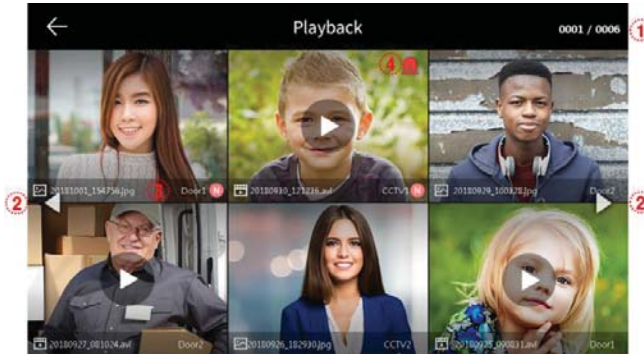 Playback
0001 / 0006
①
④
20181001_154756.jpg
③
Door1
N
20180930_121236.avi
CCTV1
N
20180929_100328.jpg
Door2
②
②
20180927_081024.avi
Door2
20180926_182930.jpg
CCTV2
20180925_090831.avi
Door1